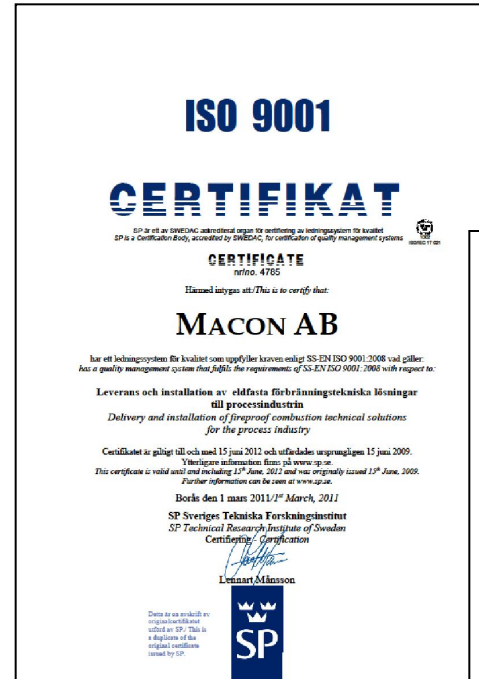 ISO 9001
CERTIFIKAT
SP är ett av SWEDAC ackrediterat organ för certifiering av ledningssystem för kvalitet
SP is a Certification Body, accredited by SWEDAC, for certification of quality management systems
CERTIFICATE
nr/no. 4785
Härmed intygas att:/This is to certify that:
MACON AB
har ett ledningssystem för kvalitet som uppfyller kraven enligt SS-EN ISO 9001:2008 vad gäller:
has a quality management system that fulfils the requirements of SS-EN ISO 9001:2008 with respect to:
Leverans och installation av eldfasta förbränningstekniska lösningar
till processindustrin
Delivery and installation of fireproof combustion technical solutions
for the process industry
Certifikatet är giltigt till och med 15 juni 2012 och utfärdades ursprungligen 15 juni 2009.
Ytterligare information finns på www.sp.se.
This certificate is valid until and including 15th June, 2012 and was originally issued 15th June, 2009.
Further information can be seen at www.sp.se.
Borås den 1 mars 2011/1st March, 2011
SP Sveriges Tekniska Forskningsinstitut
SP Technical Research Institute of Sweden
Certifiering/ Certification
Lennart Månsson
Detta är en avskrift av
originalcertifikatet
utförd av SP./ This is
a duplicate of the
original certificate
issued by SP.
SP